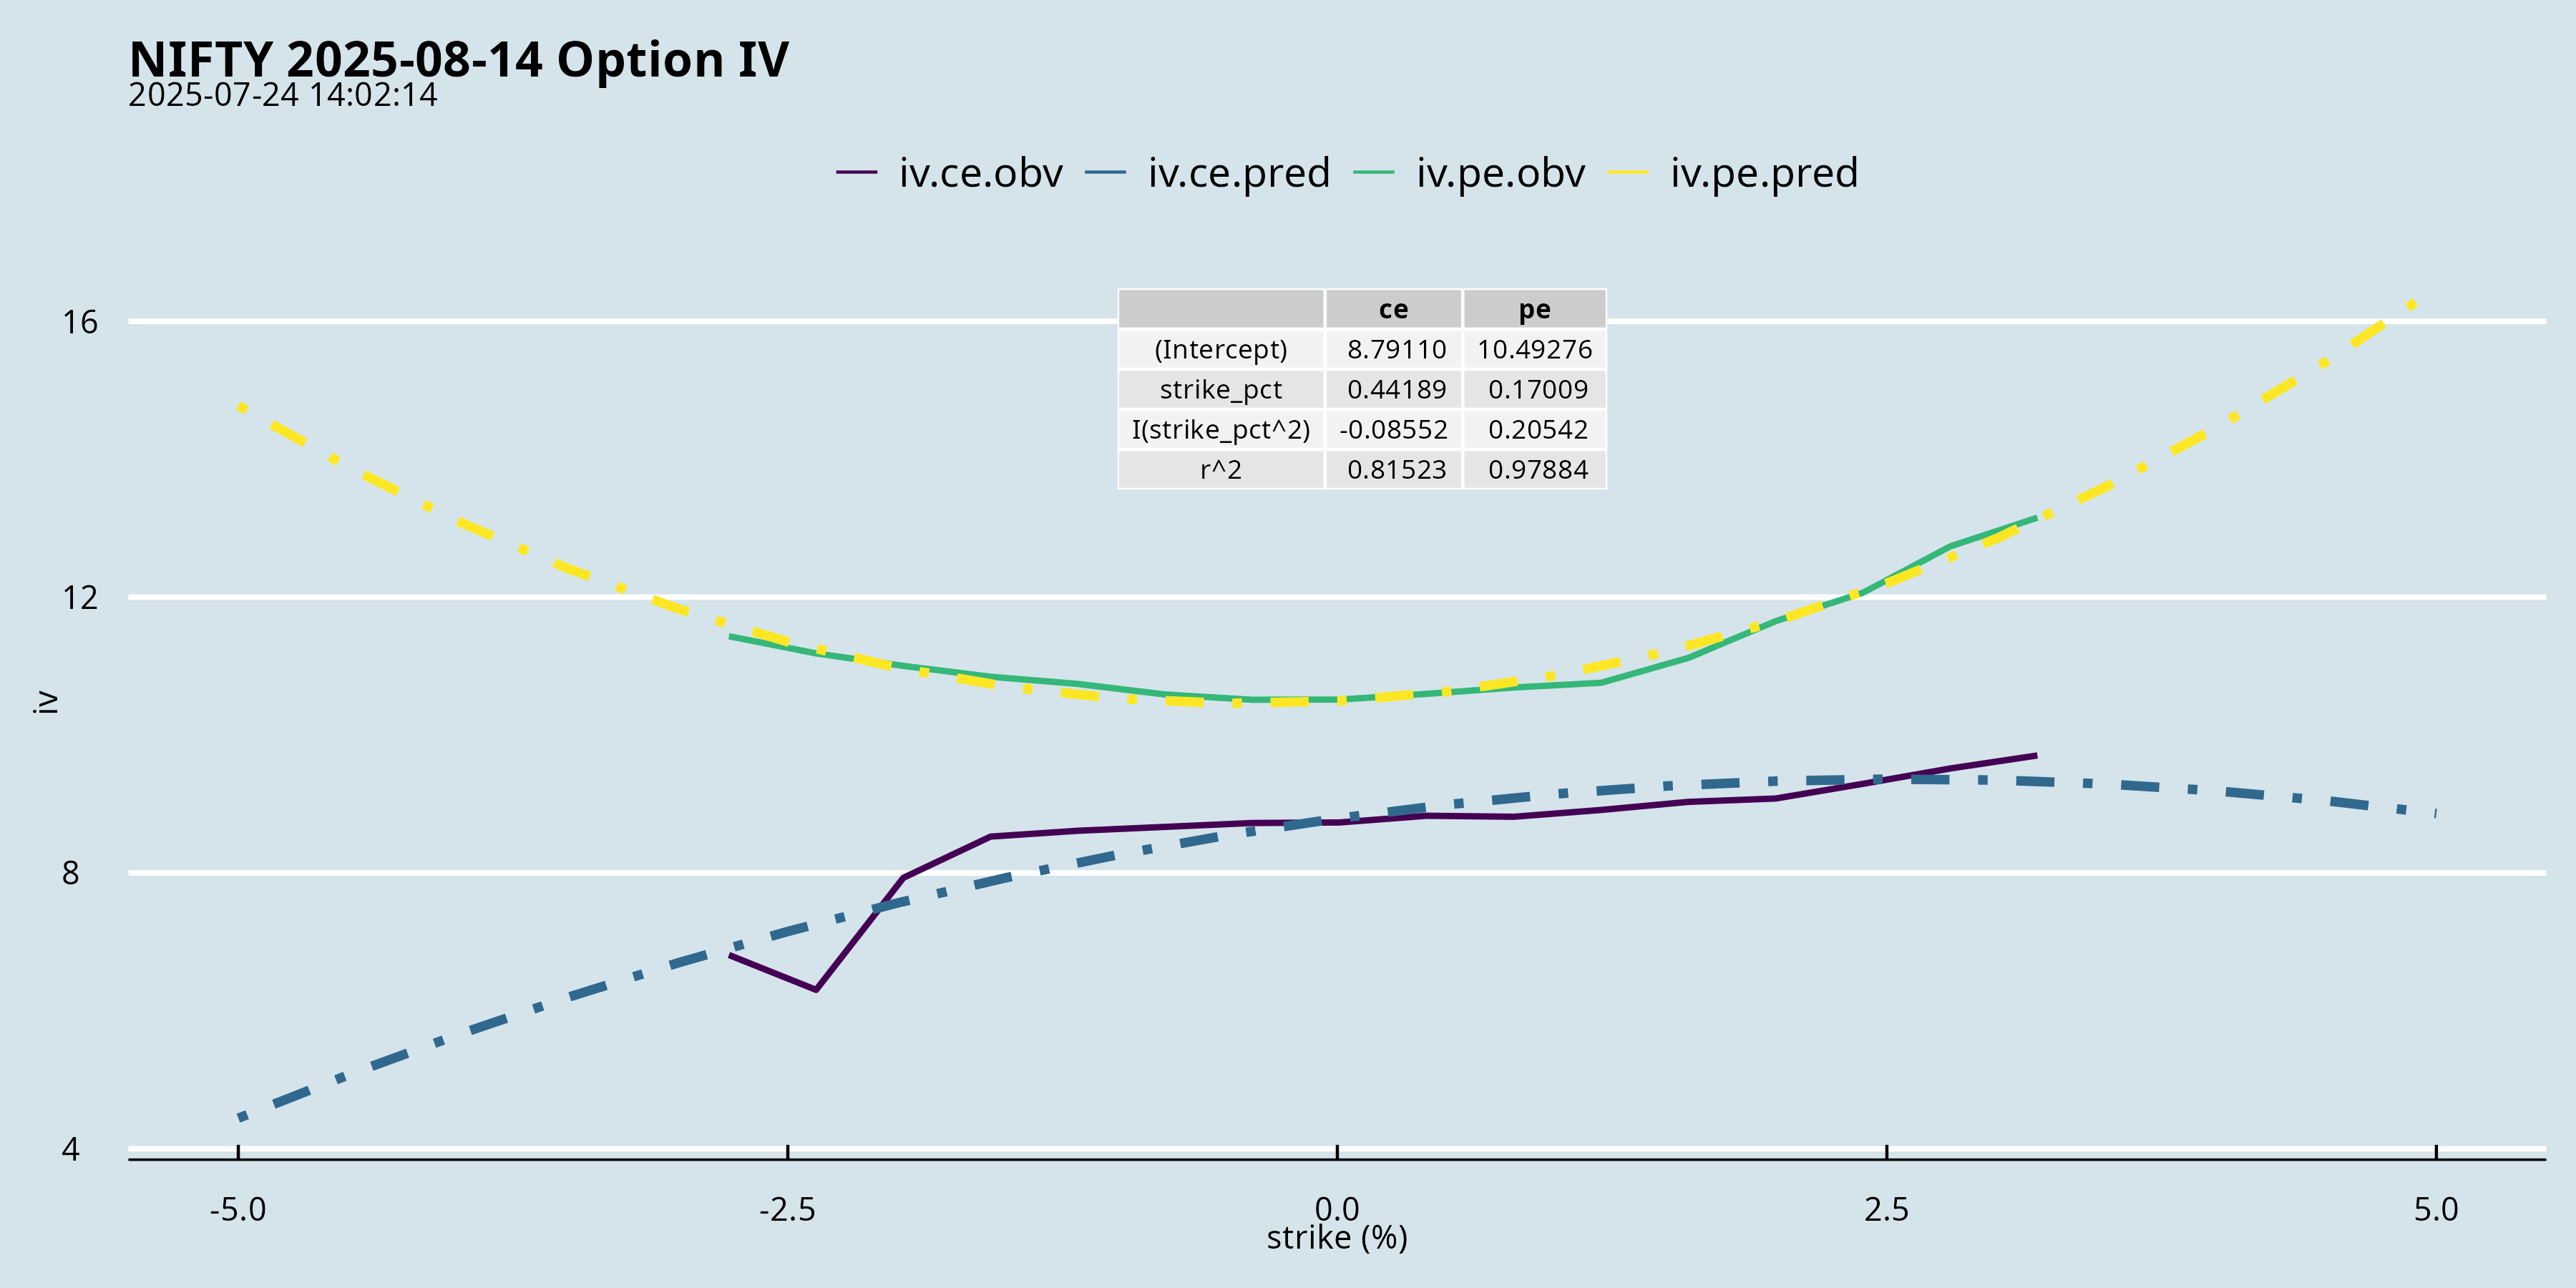 NIFTY 2025-08-14 Option IV
2025-07-24 14:02:14
iv.ce.obv iv.ce.pred iv.pe.obv iv.pe.pred
ce pe
(Intercept) 8.79110 10.49276
strike_pct 0.44189 0.17009
I(strike_pct^2) -0.08552 0.20542
r^2 0.81523 0.97884
16
12
8
4
iv
-5.0 -2.5 0.0 2.5 5.0
strike (%)